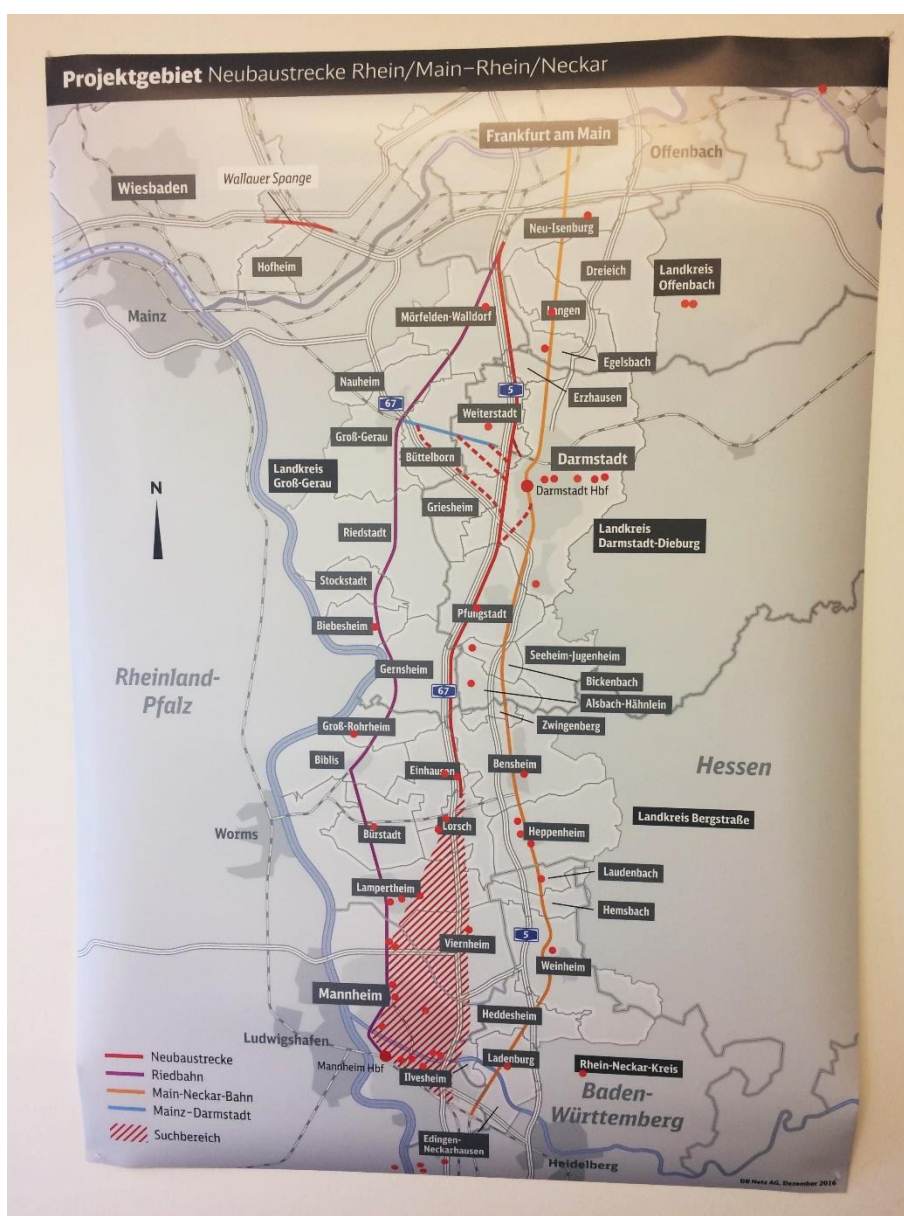 Projektgebiet Neubaustrecke Rhein/Main–Rhein/Neckar
Frankfurt am Main
Offenbach
Wallauer Spange
Wiesbaden
Neu-Isenburg
Hofheim
Dreieich
Landkreis
Offenbach
Mainz
Mörfelden-Walldorf
Langen
Egelsbach
Nauheim
5
Erzhausen
67
Weiterstadt
Groß-Gerau
Büttelborn
Darmstadt
Landkreis
Groß-Gerau
Darmstadt Hbf
N
Griesheim
Riedstadt
Landkreis
Darmstadt-Dieburg
Stockstadt
Pfungstadt
Biebesheim
Seeheim-Jugenheim
Gernsheim
Bickenbach
Rheinland-
Pfalz
67
Alsbach-Hähnlein
Groß-Rohrheim
Zwingenberg
Biblis
Einhausen
Bensheim
Hessen
Landkreis Bergstraße
Worms
Bürstadt
Lorsch
Heppenheim
Laudenbach
Lampertheim
Hemsbach
5
Viernheim
Weinheim
Mannheim
Heddesheim
Ludwigshafen
Mannheim Hbf
Ladenburg
Rhein-Neckar-Kreis
Ilvesheim
Baden-
Württemberg
Neubaustrecke
Riedbahn
Main-Neckar-Bahn
Mainz–Darmstadt
Suchbereich
Edingen-
Neckarhausen
Heidelberg
DB Netz AG, Dezember 2016